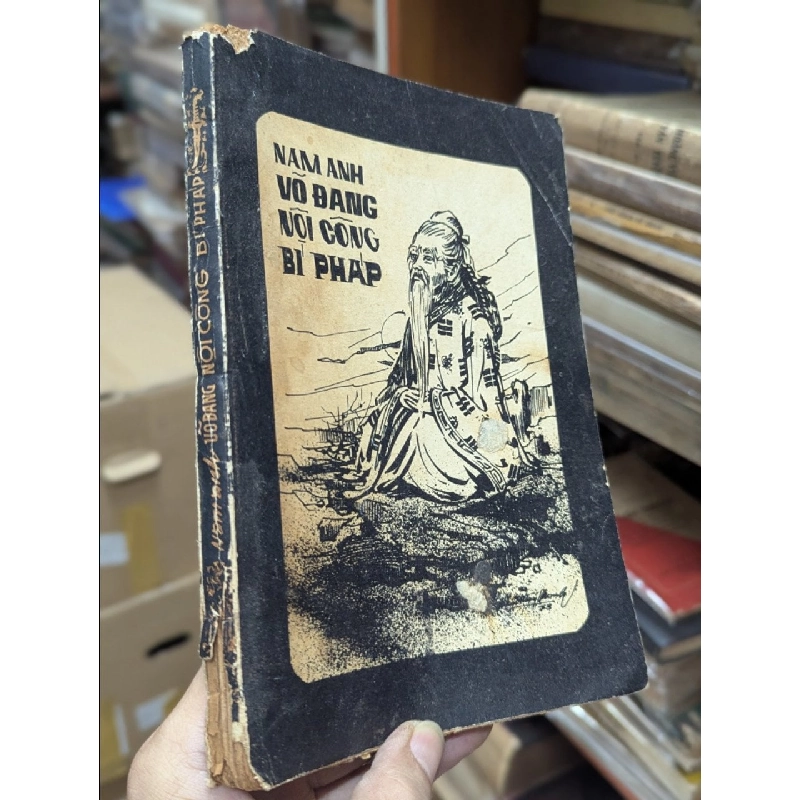 NAM ANH
VÕ ĐANG
NỘI CÔNG
BÍ PHÁP
VÕ ĐANG NỘI CÔNG BÍ PHÁP